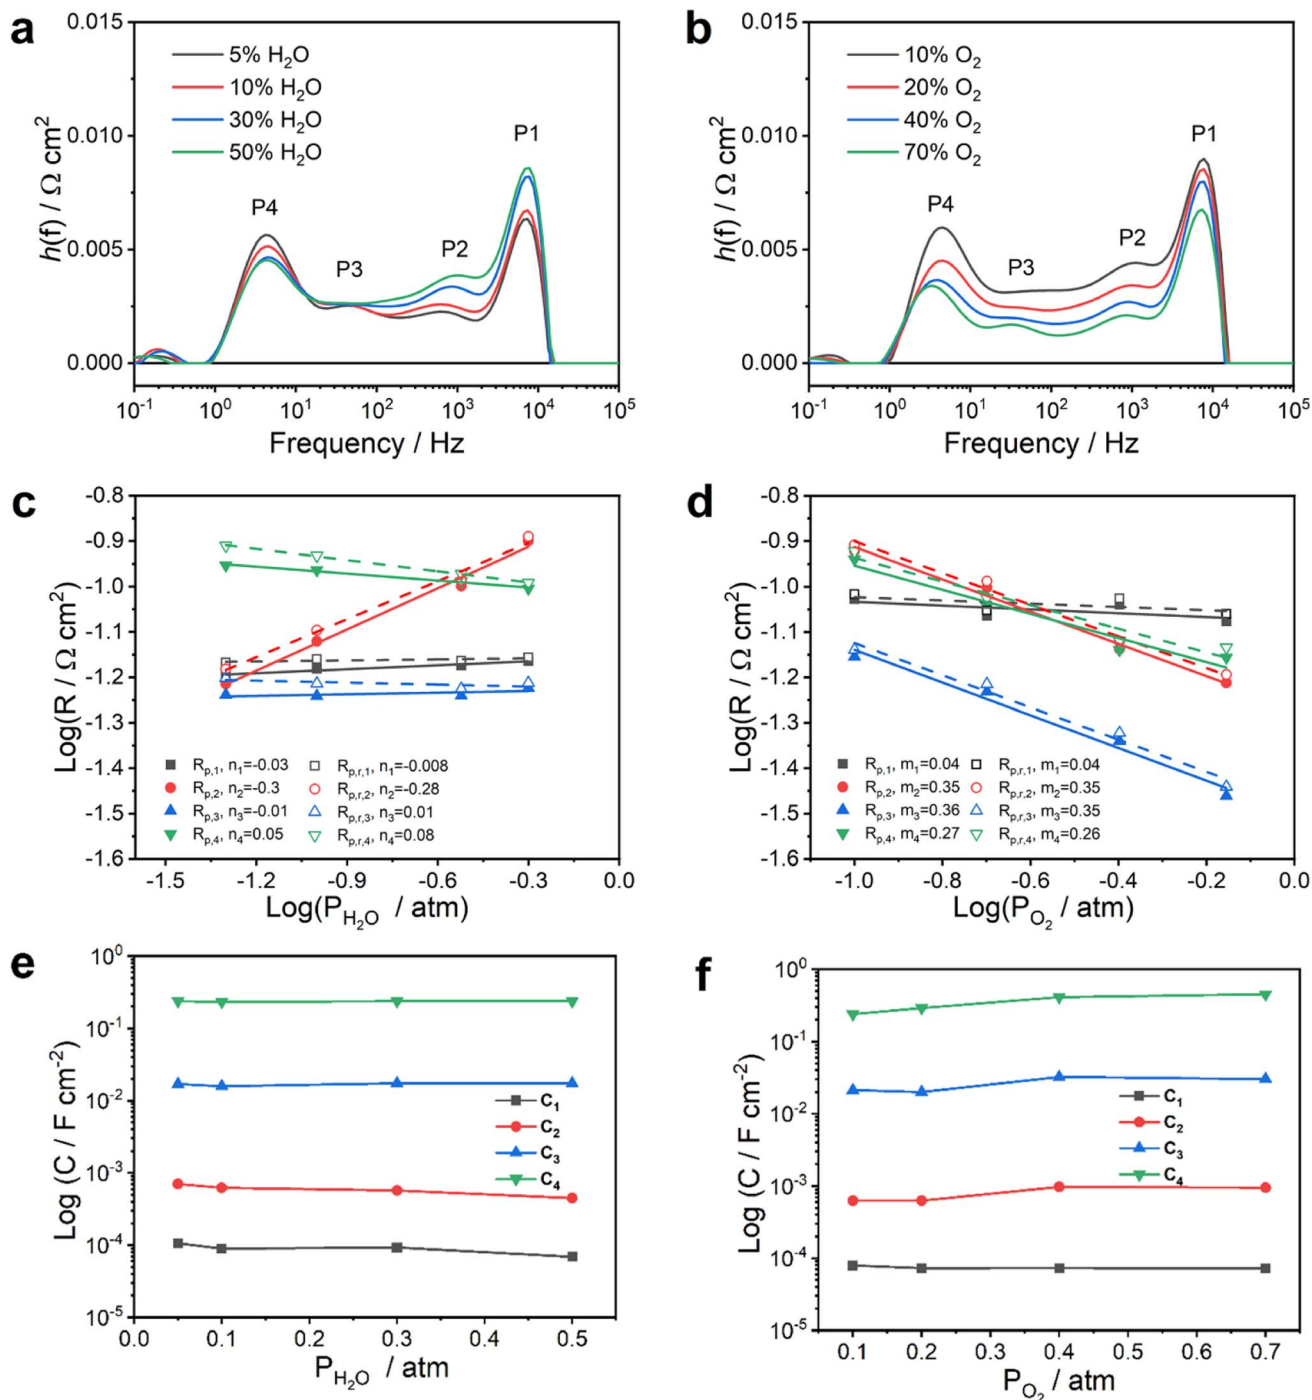 a
0.015
0.010
0.005
0.000
h(f) / Ω cm²
5% H₂O
10% H₂O
30% H₂O
50% H₂O
P4
P3
P2
P1
10⁻¹ 10⁰ 10¹ 10² 10³ 10⁴ 10⁵
Frequency / Hz
b
0.015
0.010
0.005
0.000
h(f) / Ω cm²
10% O₂
20% O₂
40% O₂
70% O₂
P4
P3
P2
P1
10⁻¹ 10⁰ 10¹ 10² 10³ 10⁴ 10⁵
Frequency / Hz
c
-0.8
-0.9
-1.0
-1.1
-1.2
-1.3
-1.4
-1.5
-1.6
Log(R / Ω cm²)
Rp,1, n₁=-0.03 Rp,r,1, n₁=-0.008
Rp,2, n₂=-0.3 Rp,r,2, n₂=-0.28
Rp,3, n₃=-0.01 Rp,r,3, n₃=0.01
Rp,4, n₄=0.05 Rp,r,4, n₄=0.08
-1.5 -1.2 -0.9 -0.6 -0.3 0.0
Log(P_H₂O / atm)
d
-0.8
-0.9
-1.0
-1.1
-1.2
-1.3
-1.4
-1.5
-1.6
Log(R / Ω cm²)
Rp,1, m₁=0.04 Rp,r,1, m₁=0.04
Rp,2, m₂=0.35 Rp,r,2, m₂=0.35
Rp,3, m₃=0.36 Rp,r,3, m₃=0.35
Rp,4, m₄=0.27 Rp,r,4, m₄=0.26
-1.0 -0.8 -0.6 -0.4 -0.2 0.0
Log(P_O₂ / atm)
e
10⁰
10⁻¹
10⁻²
10⁻³
10⁻⁴
10⁻⁵
Log (C / F cm⁻²)
C₁
C₂
C₃
C₄
0.0 0.1 0.2 0.3 0.4 0.5
P_H₂O / atm
f
10⁰
10⁻¹
10⁻²
10⁻³
10⁻⁴
10⁻⁵
Log (C / F cm⁻²)
C₁
C₂
C₃
C₄
0.1 0.2 0.3 0.4 0.5 0.6 0.7
P_O₂ / atm